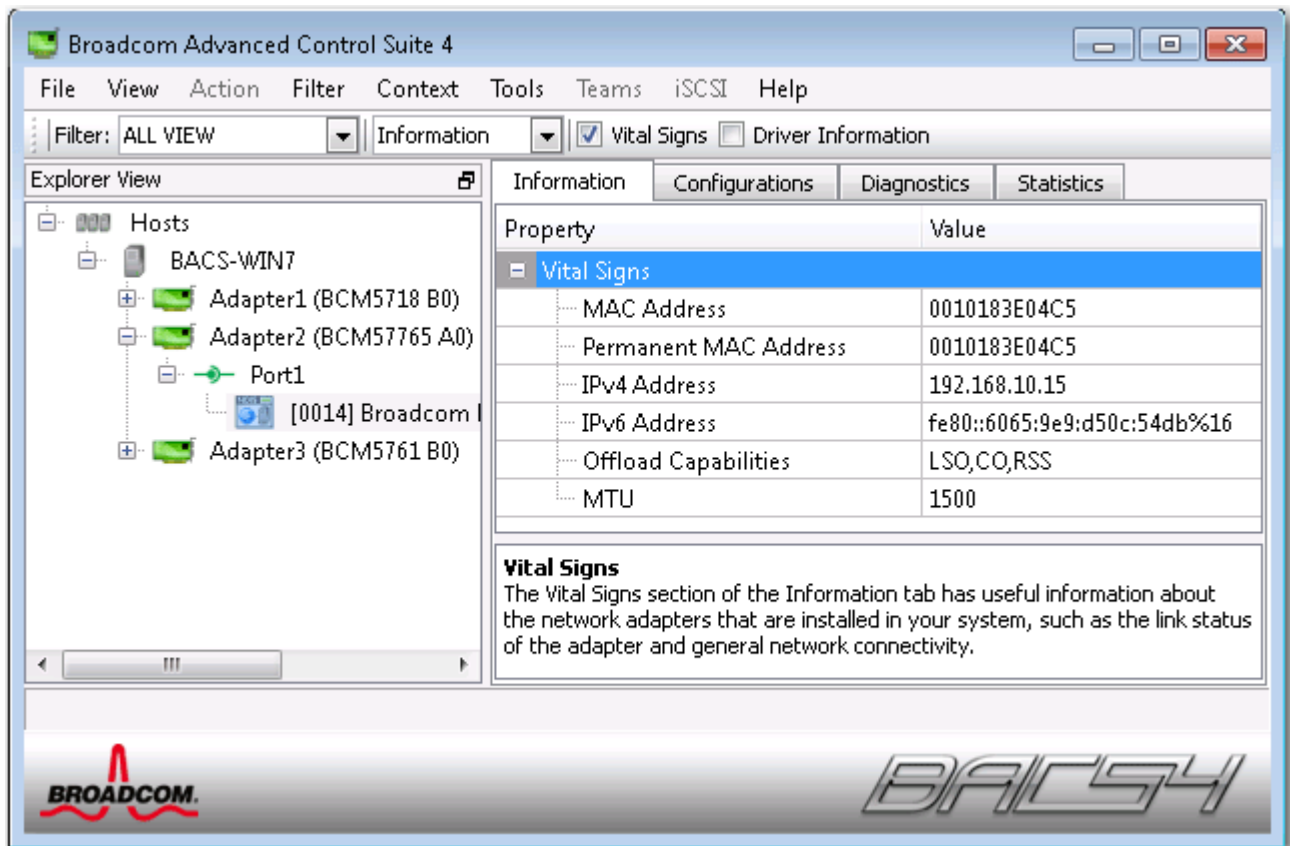 Broadcom Advanced Control Suite 4
File View Action Filter Context Tools Teams iSCSI Help
Filter: ALL VIEW Information Vital Signs Driver Information
Explorer View
Hosts
BACS-WIN7
Adapter1 (BCM5718 B0)
Adapter2 (BCM57765 A0)
Port1
[0014] Broadcom
Adapter3 (BCM5761 B0)
Information Configurations Diagnostics Statistics
Property Value
Vital Signs
MAC Address 0010183E04C5
Permanent MAC Address 0010183E04C5
IPv4 Address 192.168.10.15
IPv6 Address fe80::6065:9e9:d50c:54db%16
Offload Capabilities LSO,CO,RSS
MTU 1500
Vital Signs
The Vital Signs section of the Information tab has useful information about
the network adapters that are installed in your system, such as the link status
of the adapter and general network connectivity.
BROADCOM.
BACS4